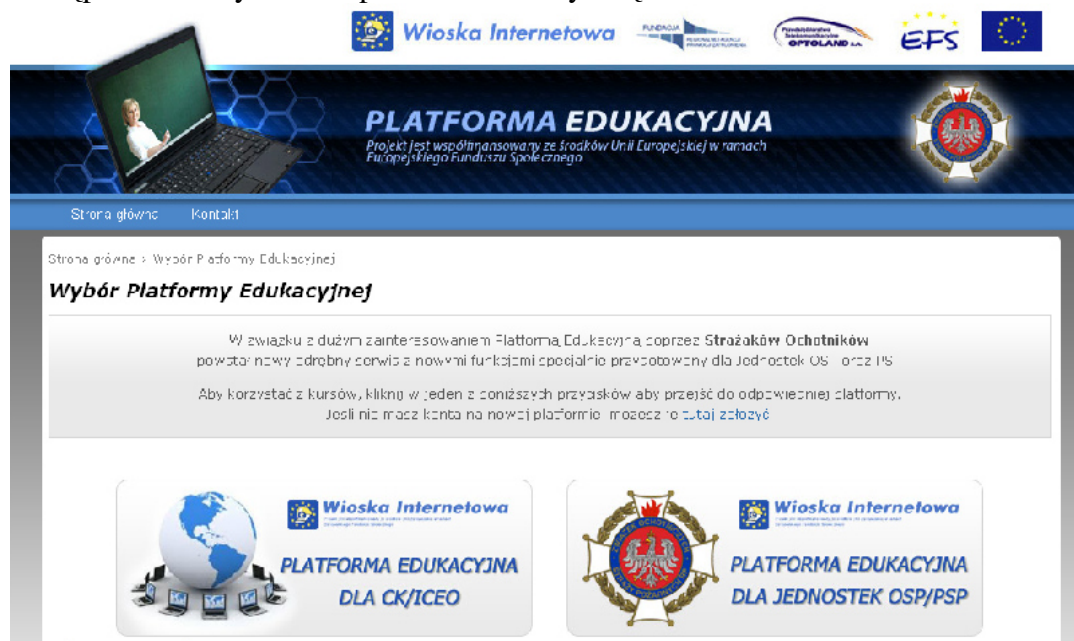 Wioska Internetowa
FUNDACJA
OPTOLAND S.A.
EFS
PLATFORMA EDUKACYJNA
Projekt jest współfinansowany ze środków Unii Europejskiej w ramach
Europejskiego Funduszu Społecznego
Strona główna Kontakt
Strona główna > Wybór Platformy Edukacyjnej
Wybór Platformy Edukacyjnej
W związku z dużym zainteresowaniem Platformą Edukacyjną poprzez Strażaków Ochotników
powstał nowy odrębny serwis z nowymi funkcjami specjalnie przygotowany dla Jednostek oraz
Aby korzystać z kursów, kliknij w jeden z poniższych przycisków aby przejść do odpowiedniej platformy.
Jeśli nie masz konta na nowej platformie możesz je tutaj założyć
Wioska Internetowa
PLATFORMA EDUKACYJNA
DLA CK/ICEO
Wioska Internetowa
PLATFORMA EDUKACYJNA
DLA JEDNOSTEK OSP/PSP